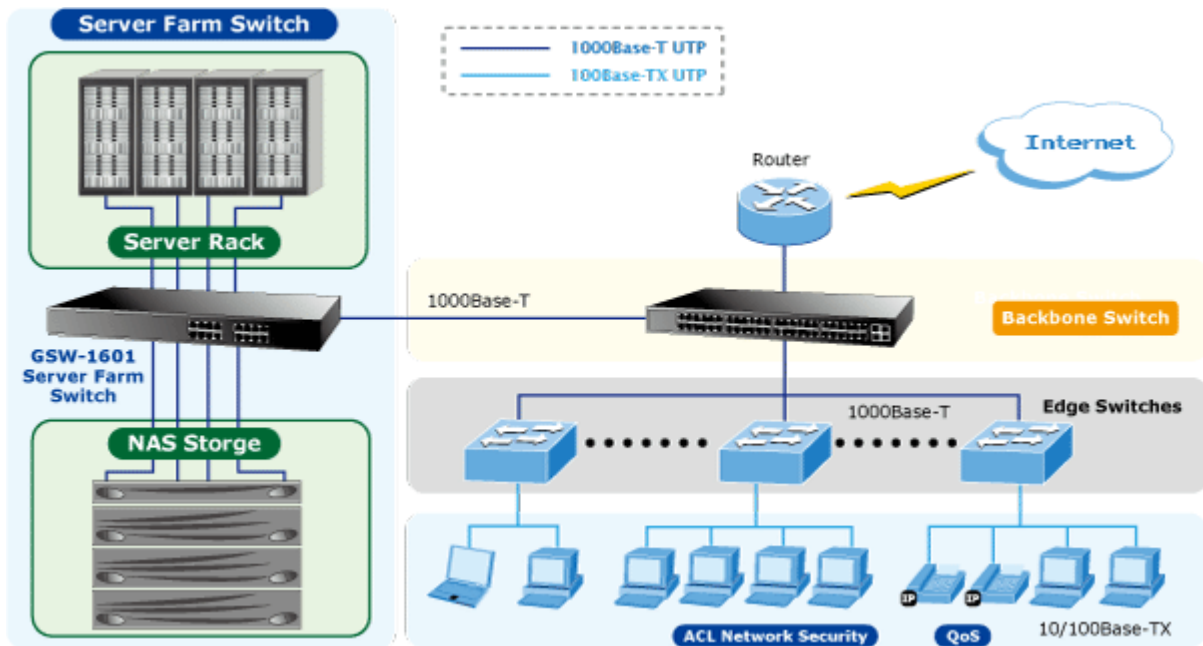 Server Farm Switch
1000Base-T UTP
100Base-TX UTP
Internet
Router
Server Rack
1000Base-T
Backbone Switch
GSW-1601
Server Farm
Switch
1000Base-T
Edge Switches
NAS Storge
IP
IP
ACL Network Security
QoS
10/100Base-TX